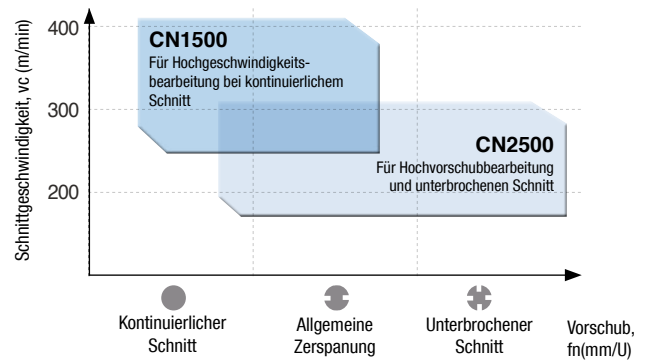 Schnittgeschwindigkeit, vc (m/min)
400
300
200
CN1500
Für Hochgeschwindigkeits-
bearbeitung bei kontinuierlichem
Schnitt
CN2500
Für Hochvorschubbearbeitung
und unterbrochenen Schnitt
Kontinuierlicher
Schnitt
Allgemeine
Zerspanung
Unterbrochener
Schnitt
Vorschub,
fn(mm/U)